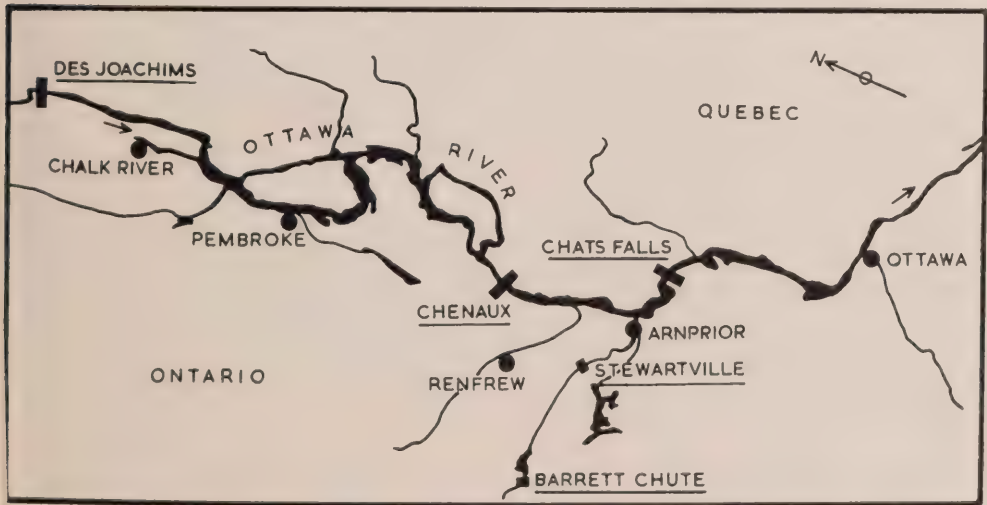 DES JOACHIMS
N
QUEBEC
OTTAWA RIVER
CHALK RIVER
PEMBROKE
CHATS FALLS
OTTAWA
CHENAUX
ARNPRIOR
ONTARIO
RENFREW
STEWARTVILLE
BARRETT CHUTE